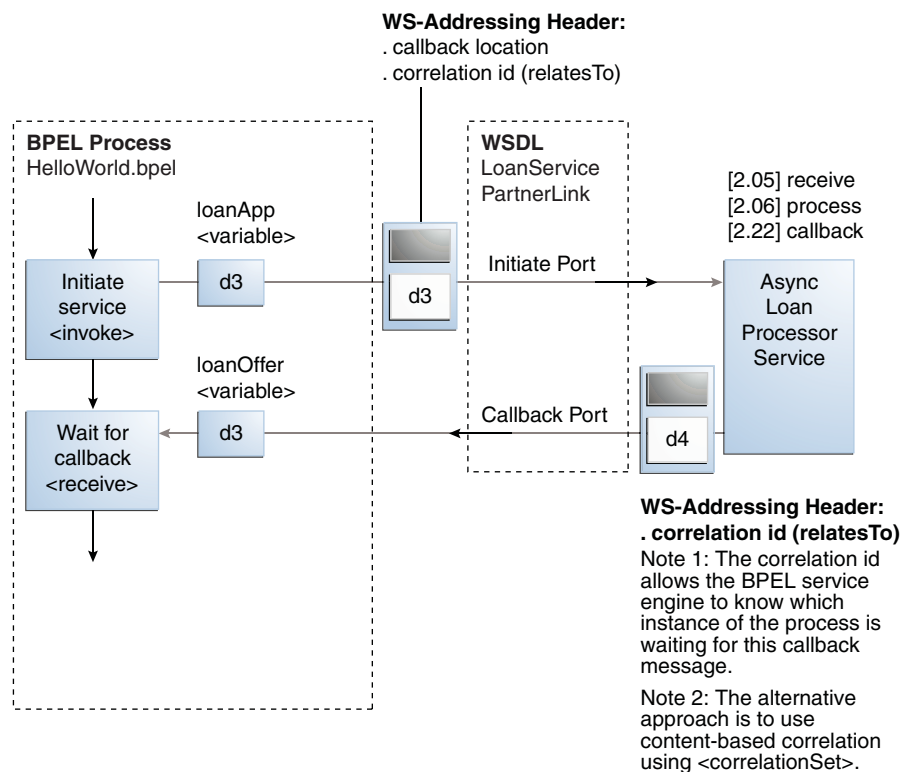 WS-Addressing Header:
. callback location
. correlation id (relatesTo)
BPEL Process
HelloWorld.bpel
WSDL
LoanService
PartnerLink
[2.05] receive
[2.06] process
[2.22] callback
loanApp
<variable>
Initiate
service
<invoke>
d3
d3
Initiate Port
Async
Loan
Processor
Service
loanOffer
<variable>
Wait for
callback
<receive>
d3
Callback Port
d4
WS-Addressing Header:
. correlation id (relatesTo)
Note 1: The correlation id
allows the BPEL service
engine to know which
instance of the process is
waiting for this callback
message.
Note 2: The alternative
approach is to use
content-based correlation
using <correlationSet>.